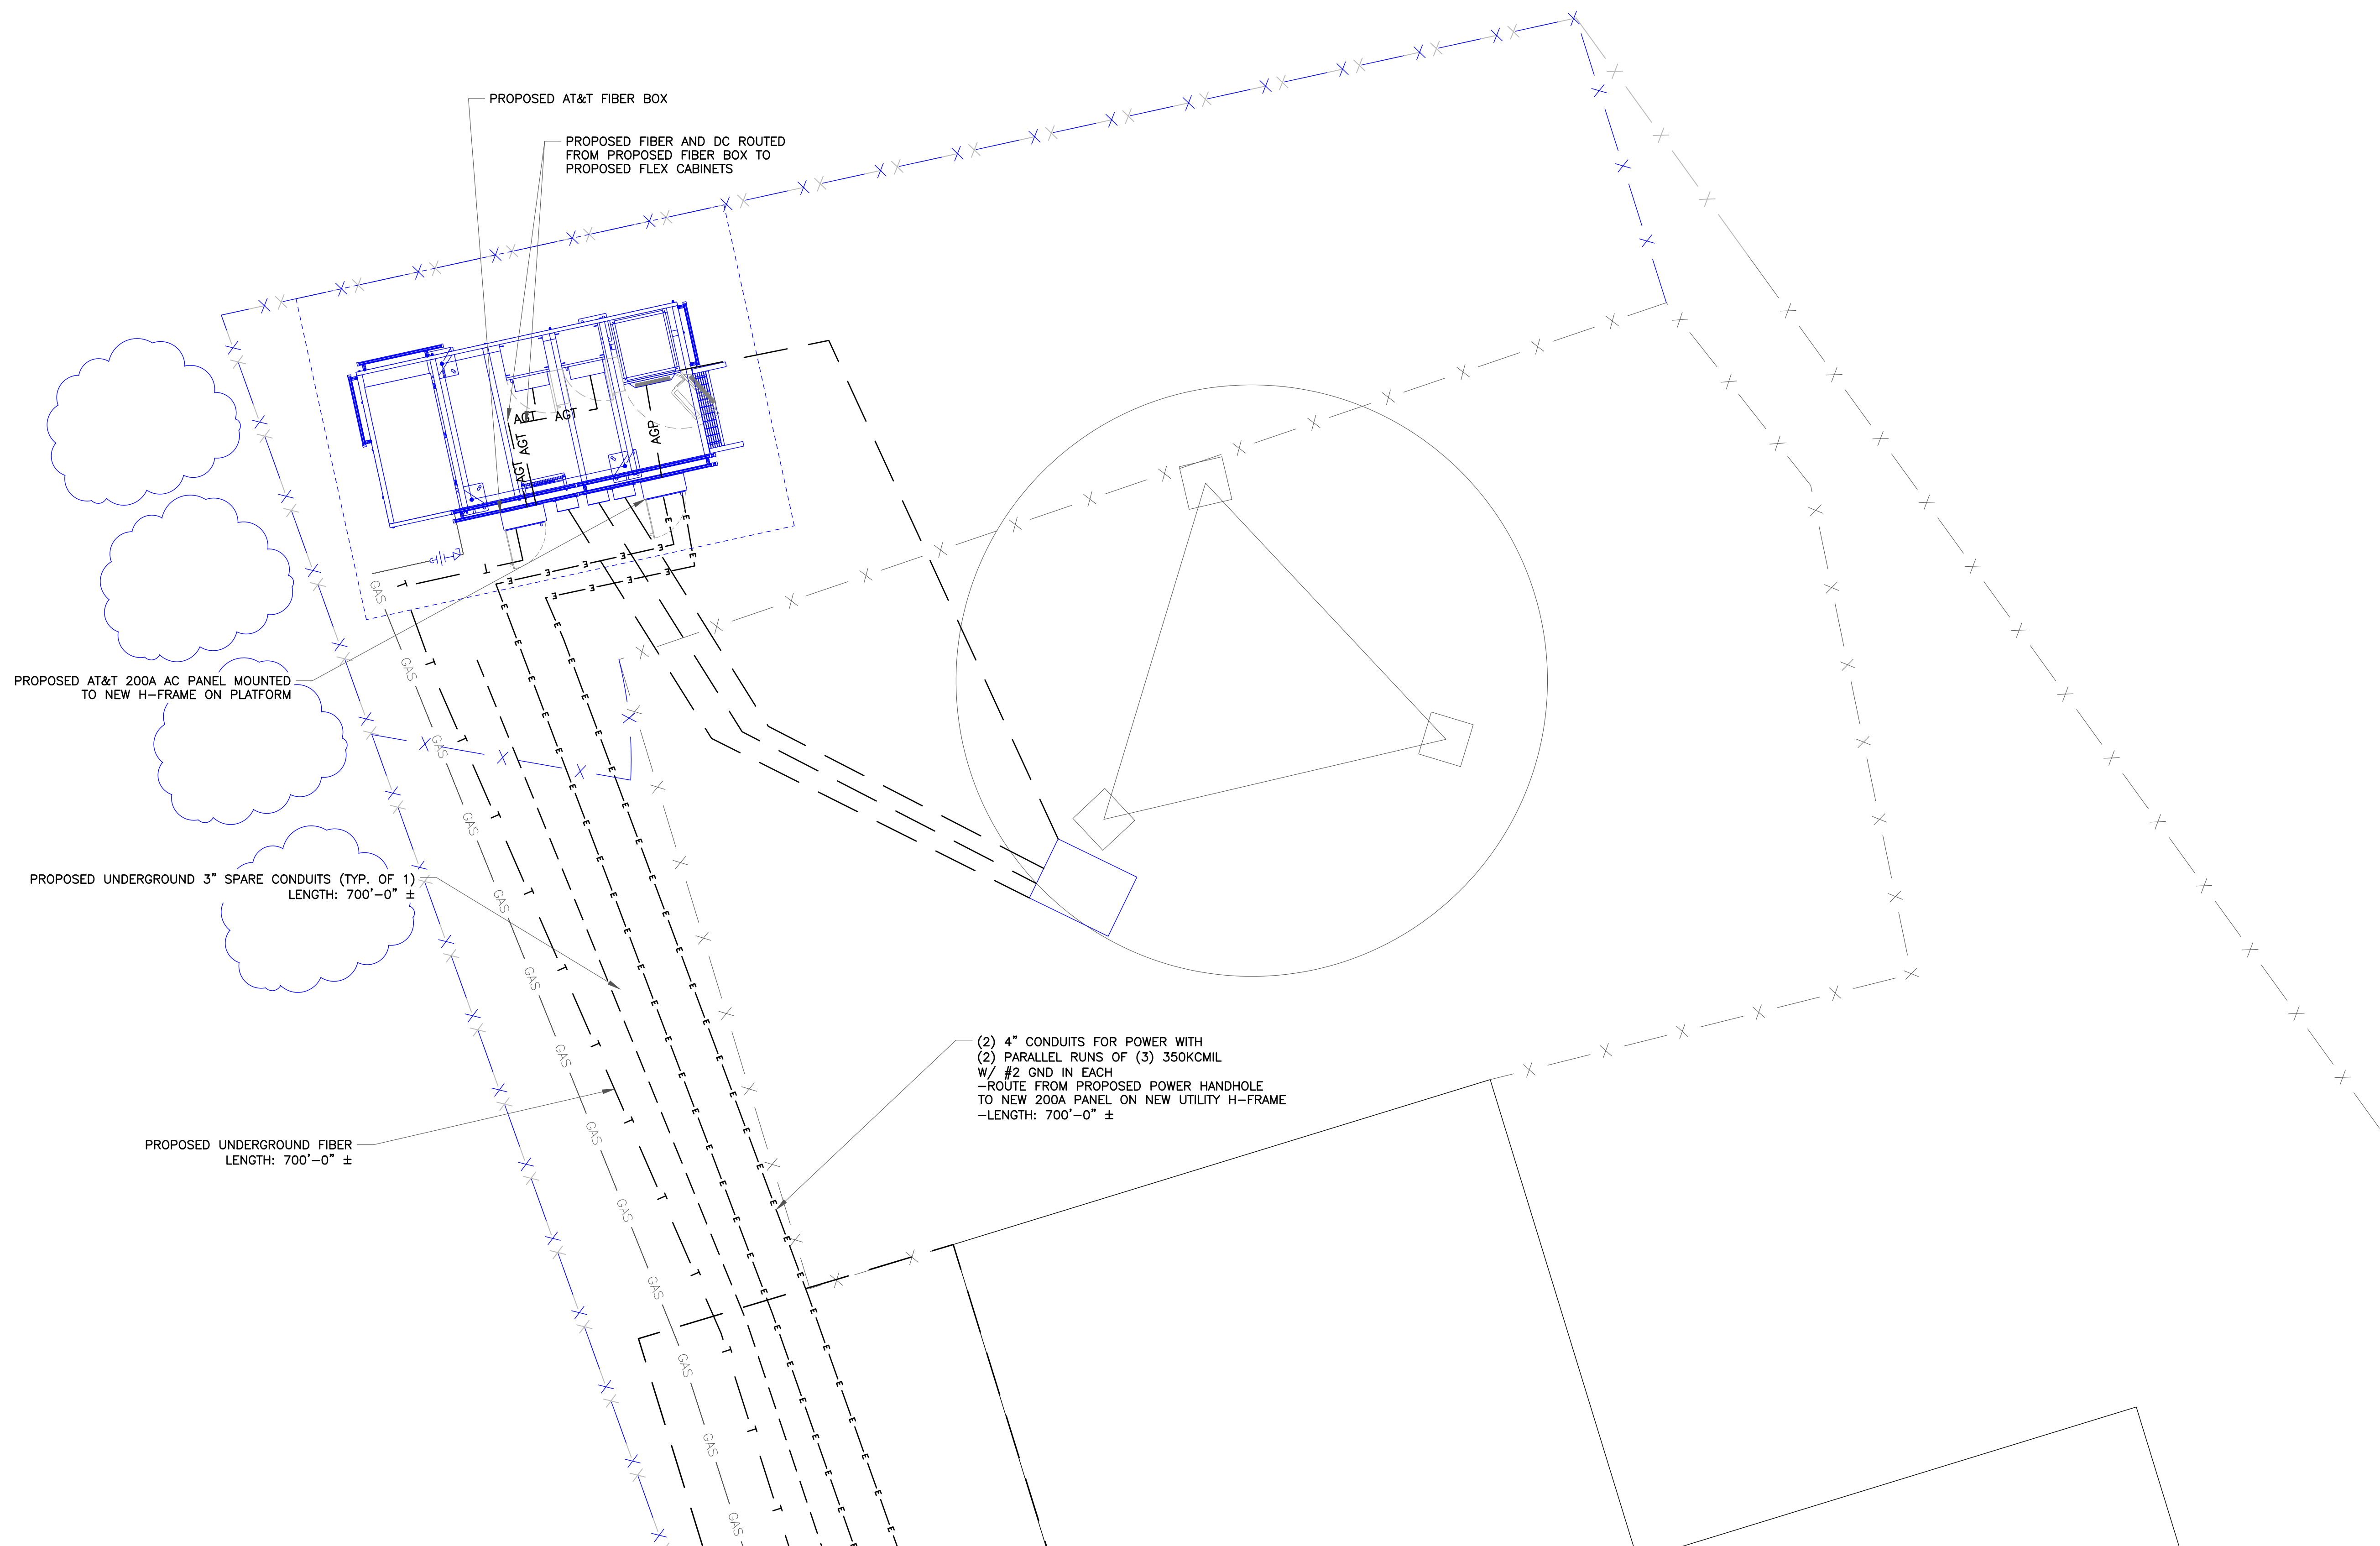 PROPOSED AT&T FIBER BOX
PROPOSED FIBER AND DC ROUTED
FROM PROPOSED FIBER BOX TO
PROPOSED FLEX CABINETS
AGT
AGT
AGT
AGT
AGP
PROPOSED AT&T 200A AC PANEL MOUNTED
TO NEW H-FRAME ON PLATFORM
PROPOSED UNDERGROUND 3" SPARE CONDUITS (TYP. OF 1)
LENGTH: 700'-0" ±
(2) 4" CONDUITS FOR POWER WITH
(2) PARALLEL RUNS OF (3) 350KCMIL
W/ #2 GND IN EACH
-ROUTE FROM PROPOSED POWER HANDHOLE
TO NEW 200A PANEL ON NEW UTILITY H-FRAME
-LENGTH: 700'-0" ±
PROPOSED UNDERGROUND FIBER
LENGTH: 700'-0" ±
GAS
GAS
GAS
GAS
GAS
GAS
GAS
GAS
GAS
GAS
GAS
GAS
GAS